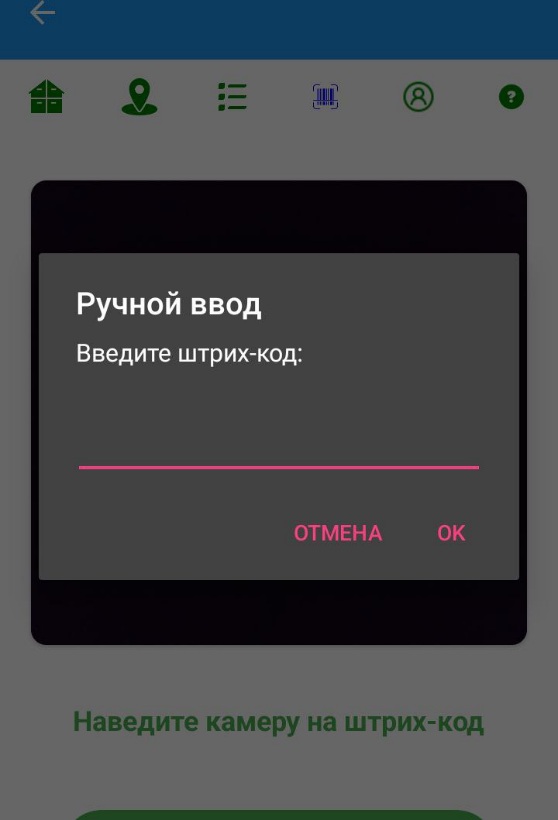 Ручной ввод
Введите штрих-код:
ОТМЕНА OK
Наведите камеру на штрих-код